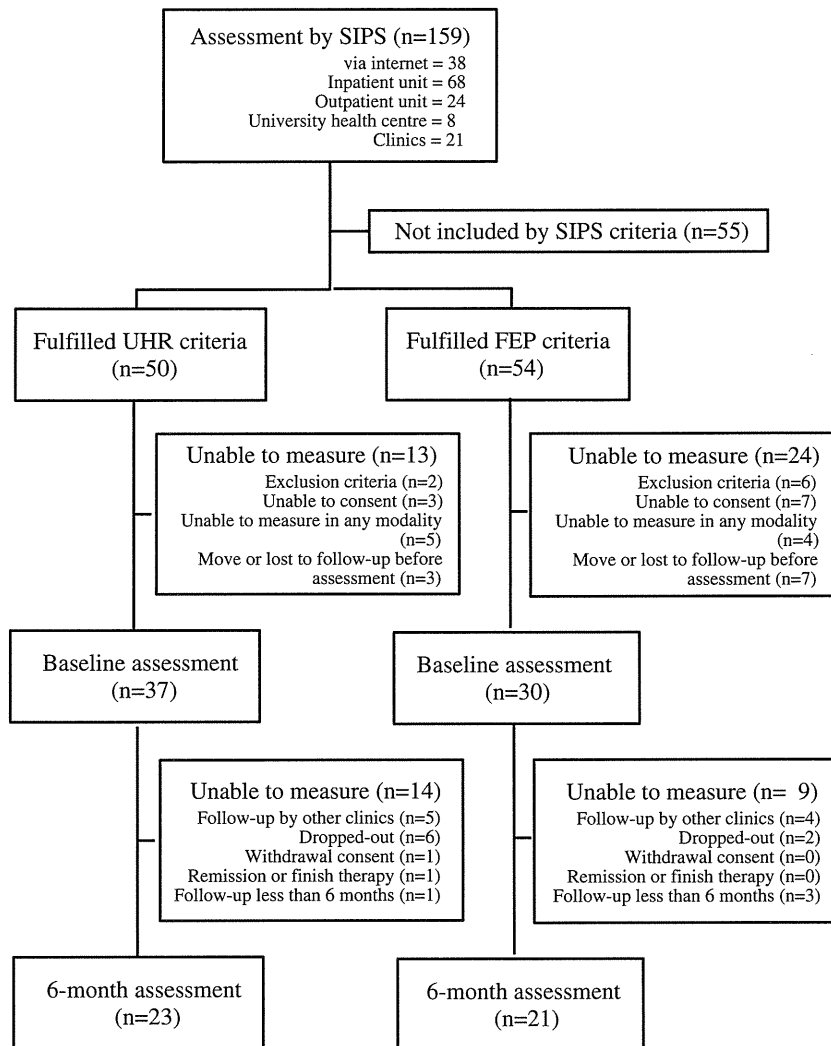 Assessment by SIPS (n=159)
via internet = 38
Inpatient unit = 68
Outpatient unit = 24
University health centre = 8
Clinics = 21
Not included by SIPS criteria (n=55)
Fulfilled UHR criteria
(n=50)
Fulfilled FEP criteria
(n=54)
Unable to measure (n=13)
Exclusion criteria (n=2)
Unable to consent (n=3)
Unable to measure in any modality
(n=5)
Move or lost to follow-up before
assessment (n=3)
Unable to measure (n=24)
Exclusion criteria (n=6)
Unable to consent (n=7)
Unable to measure in any modality
(n=4)
Move or lost to follow-up before
assessment (n=7)
Baseline assessment
(n=37)
Baseline assessment
(n=30)
Unable to measure (n=14)
Follow-up by other clinics (n=5)
Dropped-out (n=6)
Withdrawal consent (n=1)
Remission or finish therapy (n=1)
Follow-up less than 6 months (n=1)
Unable to measure (n= 9)
Follow-up by other clinics (n=4)
Dropped-out (n=2)
Withdrawal consent (n=0)
Remission or finish therapy (n=0)
Follow-up less than 6 months (n=3)
6-month assessment
(n=23)
6-month assessment
(n=21)